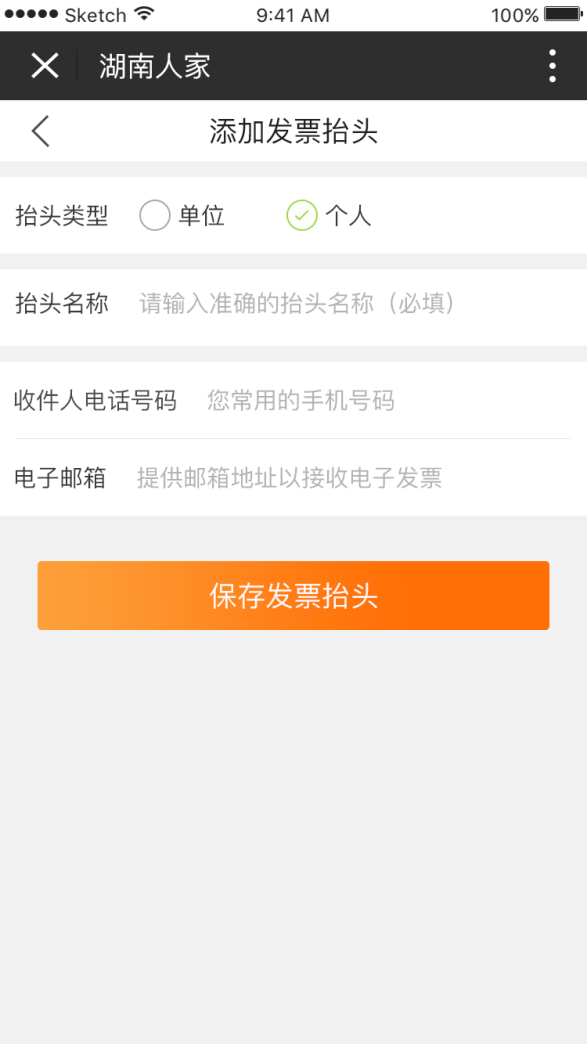 Sketch 9:41 AM 100%
湖南人家
添加发票抬头
抬头类型 单位 个人
抬头名称 请输入准确的抬头名称（必填）
收件人电话号码 您常用的手机号码
电子邮箱 提供邮箱地址以接收电子发票
保存发票抬头